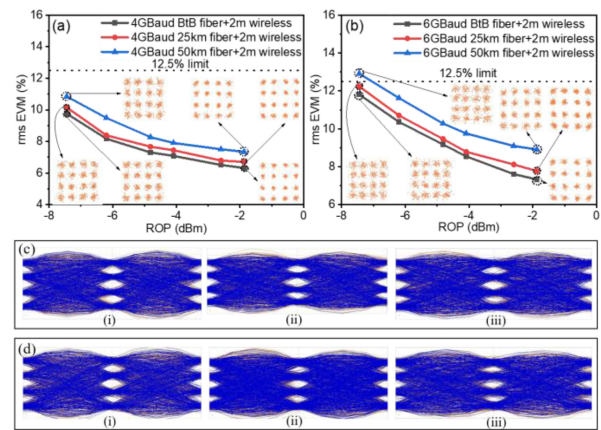 (a)
4GBaud BtB fiber+2m wireless
4GBaud 25km fiber+2m wireless
4GBaud 50km fiber+2m wireless
12.5% limit
rms EVM (%)
16
14
12
10
8
6
4
-8
-6
-4
-2
0
ROP (dBm)
(b)
6GBaud BtB fiber+2m wireless
6GBaud 25km fiber+2m wireless
6GBaud 50km fiber+2m wireless
12.5% limit
rms EVM (%)
16
14
12
10
8
6
-8
-6
-4
-2
0
ROP (dBm)
(c)
(i)
(ii)
(iii)
(d)
(i)
(ii)
(iii)